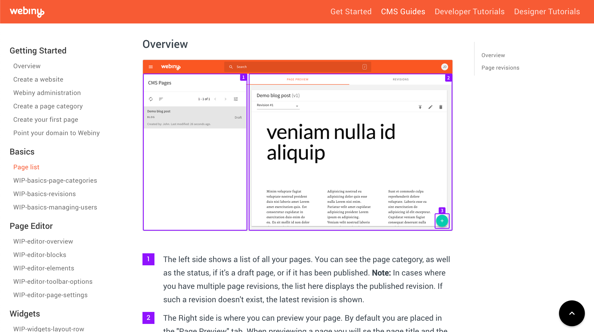 webiny
Get Started
CMS Guides
Developer Tutorials
Designer Tutorials
Getting Started
Overview
Create a website
Webiny administration
Create a page category
Create your first page
Point your domain to Webiny
Basics
Page list
WIP-basics-page-categories
WIP-basics-revisions
WIP-basics-managing-users
Page Editor
WIP-editor-overview
WIP-editor-blocks
WIP-editor-elements
WIP-editor-toolbar-options
WIP-editor-page-settings
Widgets
WIP-widgets-layout-row
Overview
webiny
Search
CMS Pages
1
Demo blog post
Draft
PAGE PREVIEW
REVISIONS
Demo blog post (v1)
Revision #1
veniam nulla id
aliquip
2
1 The left side shows a list of all your pages. You can see the page category, as well
as the status, if it's a draft page, or if it has been published. Note: In cases where
you have multiple page revisions, the list here displays the published revision. If
such a revision doesn't exist, the latest revision is shown.
2 The Right side is where you can preview your page. By default you are placed in
the "Page Preview" tab. When previewing a page you will see the page title and the
Overview
Page revisions